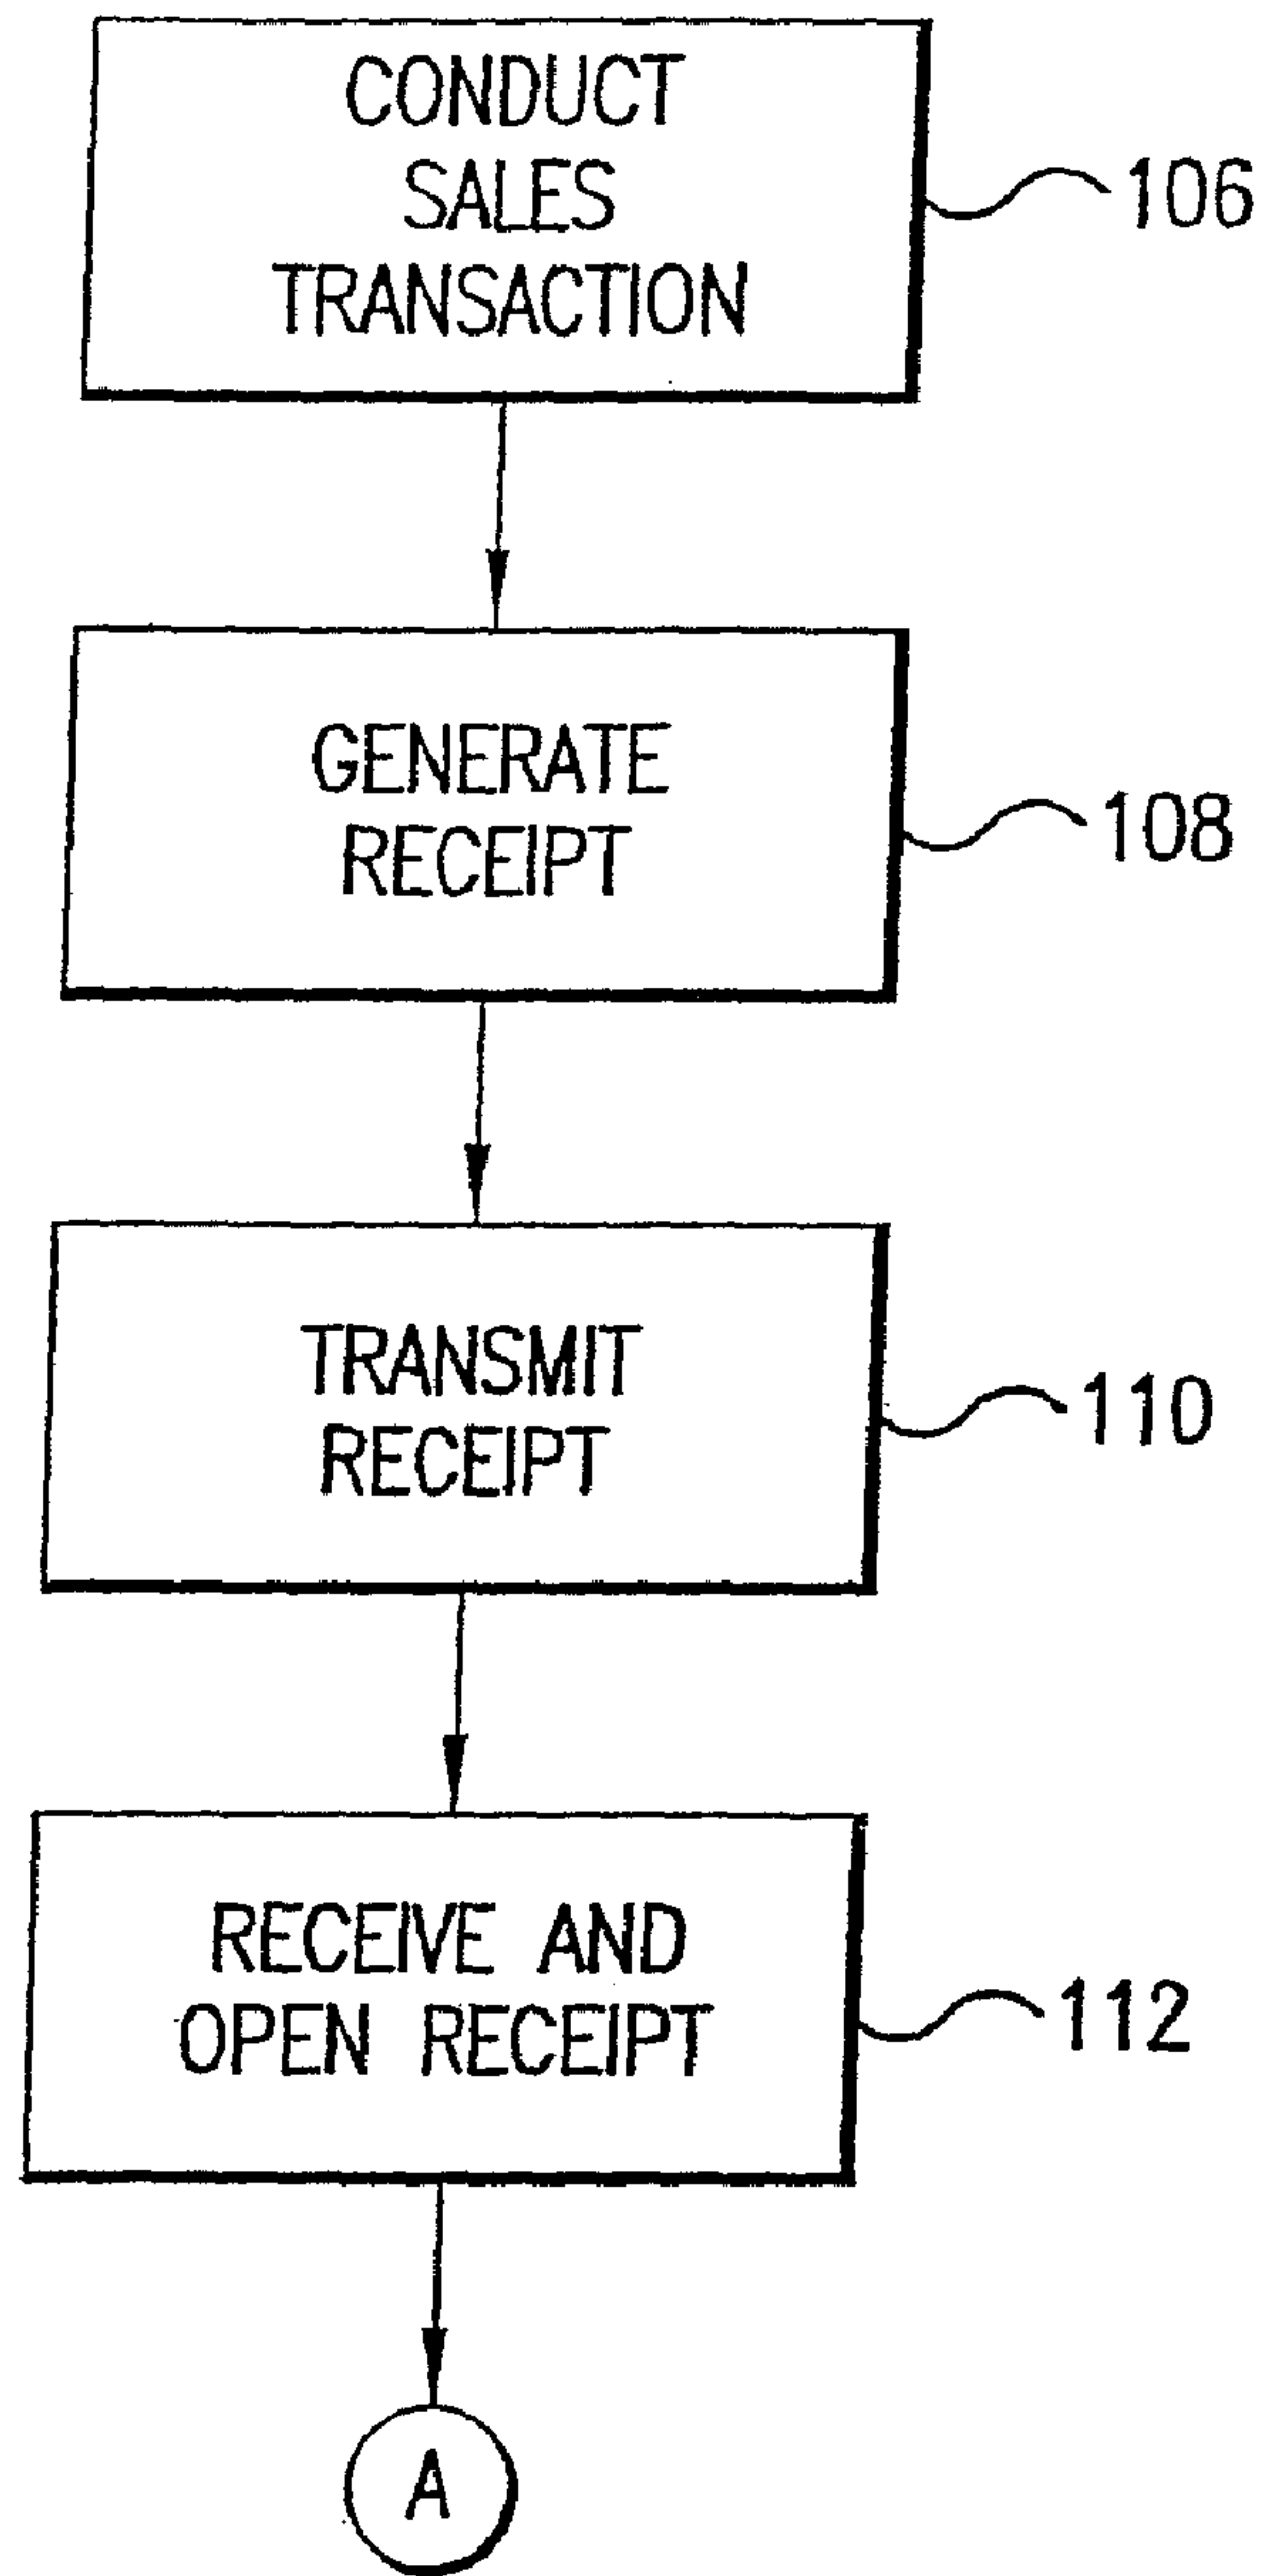 CONDUCT
SALES
TRANSACTION
106
GENERATE
RECEIPT
108
TRANSMIT
RECEIPT
110
RECEIVE AND
OPEN RECEIPT
112
A